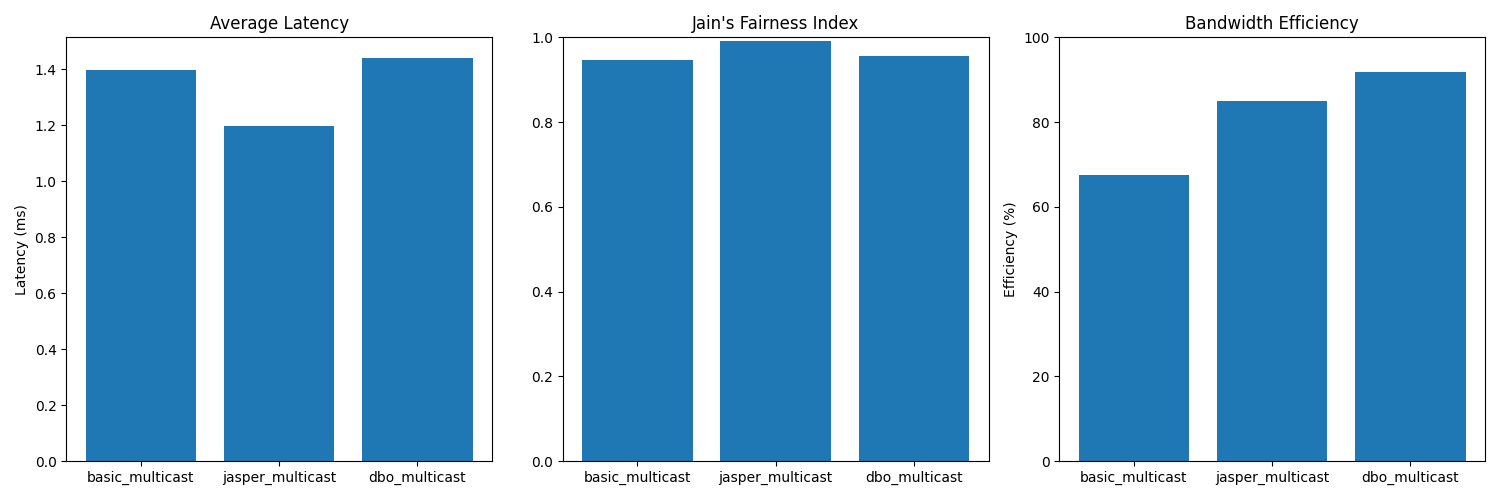 Average Latency
Latency (ms)
1.4
1.2
1.0
0.8
0.6
0.4
0.2
0.0
basic_multicast jasper_multicast dbo_multicast
Jain's Fairness Index
1.0
0.8
0.6
0.4
0.2
0.0
basic_multicast jasper_multicast dbo_multicast
Bandwidth Efficiency
Efficiency (%)
100
80
60
40
20
0
basic_multicast jasper_multicast dbo_multicast